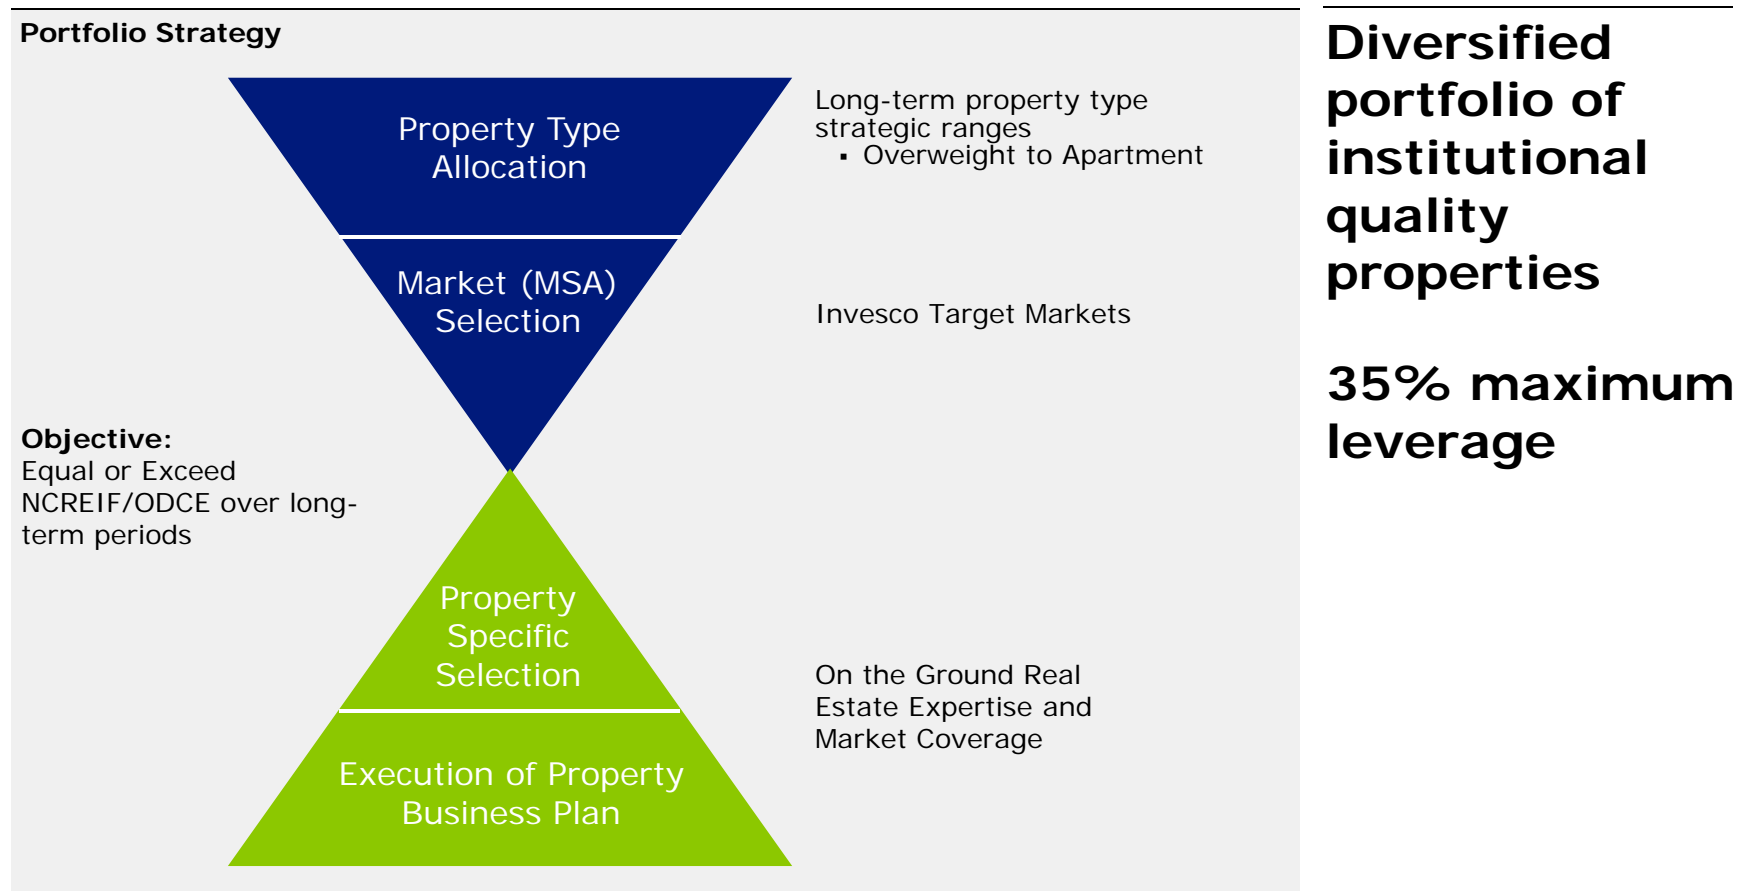 Portfolio Strategy
Property Type
Allocation
Long-term property type
strategic ranges
▪ Overweight to Apartment
Market (MSA)
Selection
Invesco Target Markets
Objective:
Equal or Exceed
NCREIF/ODCE over long-
term periods
Property
Specific
Selection
On the Ground Real
Estate Expertise and
Market Coverage
Execution of Property
Business Plan
Diversified
portfolio of
institutional
quality
properties
35% maximum
leverage